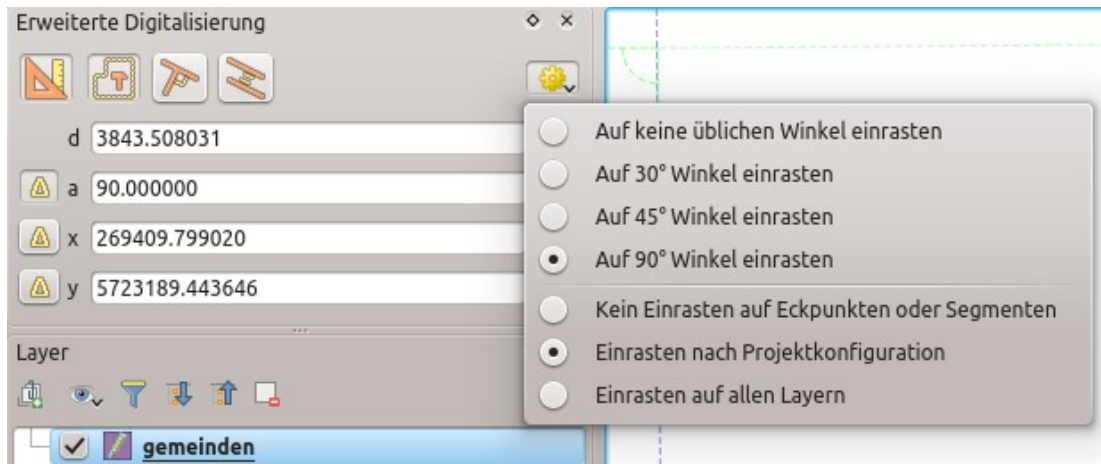 Erweiterte Digitalisierung
d 3843.508031
a 90.000000
x 269409.799020
y 5723189.443646
Auf keine üblichen Winkel einrasten
Auf 30° Winkel einrasten
Auf 45° Winkel einrasten
Auf 90° Winkel einrasten
Kein Einrasten auf Eckpunkten oder Segmenten
Einrasten nach Projektkonfiguration
Einrasten auf allen Layern
Layer
gemeinden